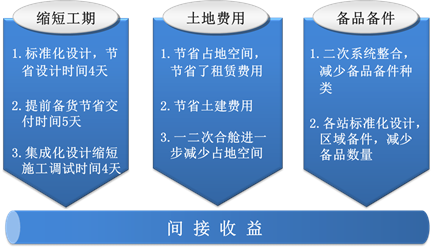 缩短工期
1. 标准化设计，节
省设计时间4天
2. 提前备货节省交
付时间5天
3. 集成化设计缩短
施工调试时间4天
土地费用
1. 节省占地空间，
节省了租赁费用
2. 节省土建费用
3. 一二次合舱进一
步减少占地空间
备品备件
1. 二次系统整合，
减少备品备件种
类
2. 各站标准化设计，
区域备件，减少
备品数量
间接收益